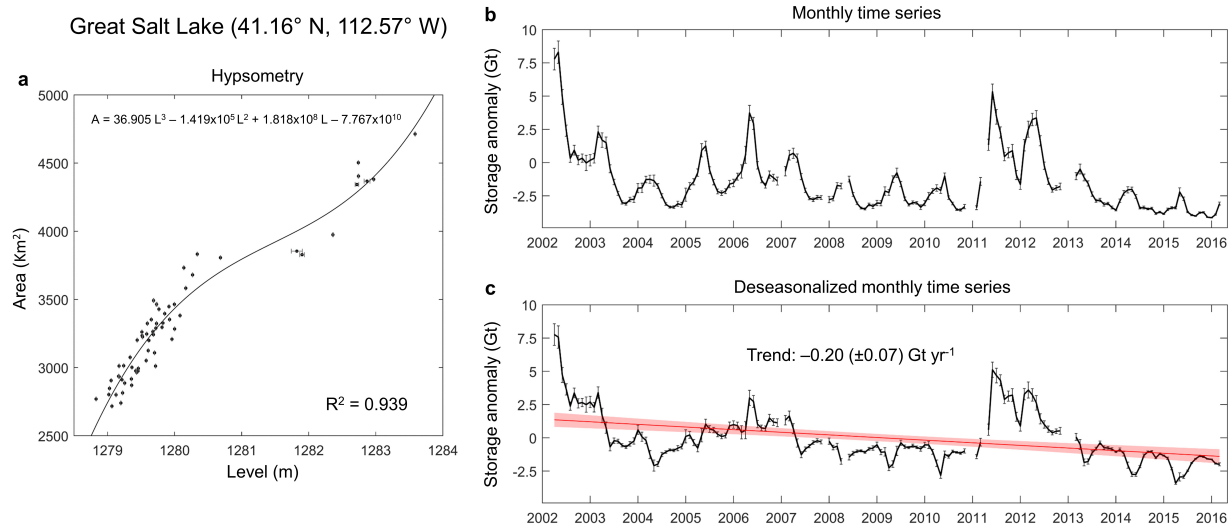 Great Salt Lake (41.16° N, 112.57° W)
a
Hypsometry
A = 36.905 L³ – 1.419x10⁵ L² + 1.818x10⁸ L – 7.767x10¹⁰
5000
4500
4000
3500
3000
2500
Area (Km²)
R² = 0.939
1279 1280 1281 1282 1283 1284
Level (m)
b
Monthly time series
10
7.5
5
2.5
0
-2.5
Storage anomaly (Gt)
2002 2003 2004 2005 2006 2007 2008 2009 2010 2011 2012 2013 2014 2015 2016
c
Deseasonalized monthly time series
10
7.5
5
2.5
0
-2.5
Storage anomaly (Gt)
Trend: –0.20 (±0.07) Gt yr⁻¹
2002 2003 2004 2005 2006 2007 2008 2009 2010 2011 2012 2013 2014 2015 2016